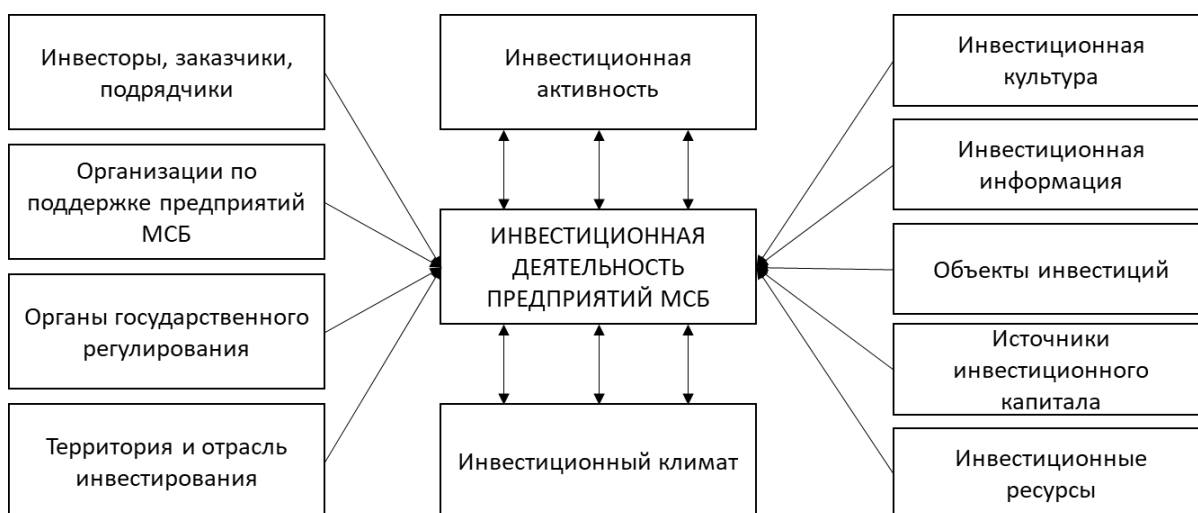 Инвесторы, заказчики,
подрядчики
Организации по
поддержке предприятий
МСБ
Органы государственного
регулирования
Территория и отрасль
инвестирования
Инвестиционная
активность
ИНВЕСТИЦИОННАЯ
ДЕЯТЕЛЬНОСТЬ
ПРЕДПРИЯТИЙ МСБ
Инвестиционный климат
Инвестиционная
культура
Инвестиционная
информация
Объекты инвестиций
Источники
инвестиционного
капитала
Инвестиционные
ресурсы